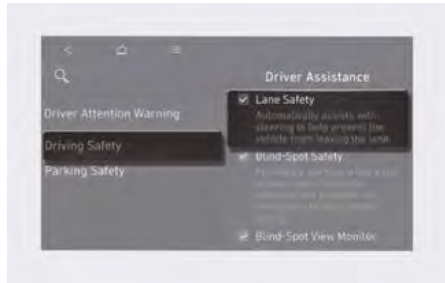 Driver Assistance
Driver Attention Warning
Driving Safety
Parking Safety
Lane Safety
Automatically assists with
steering to help prevent the
vehicle from leaving the lane.
Blind-Spot Safety
Blind-Spot View Monitor